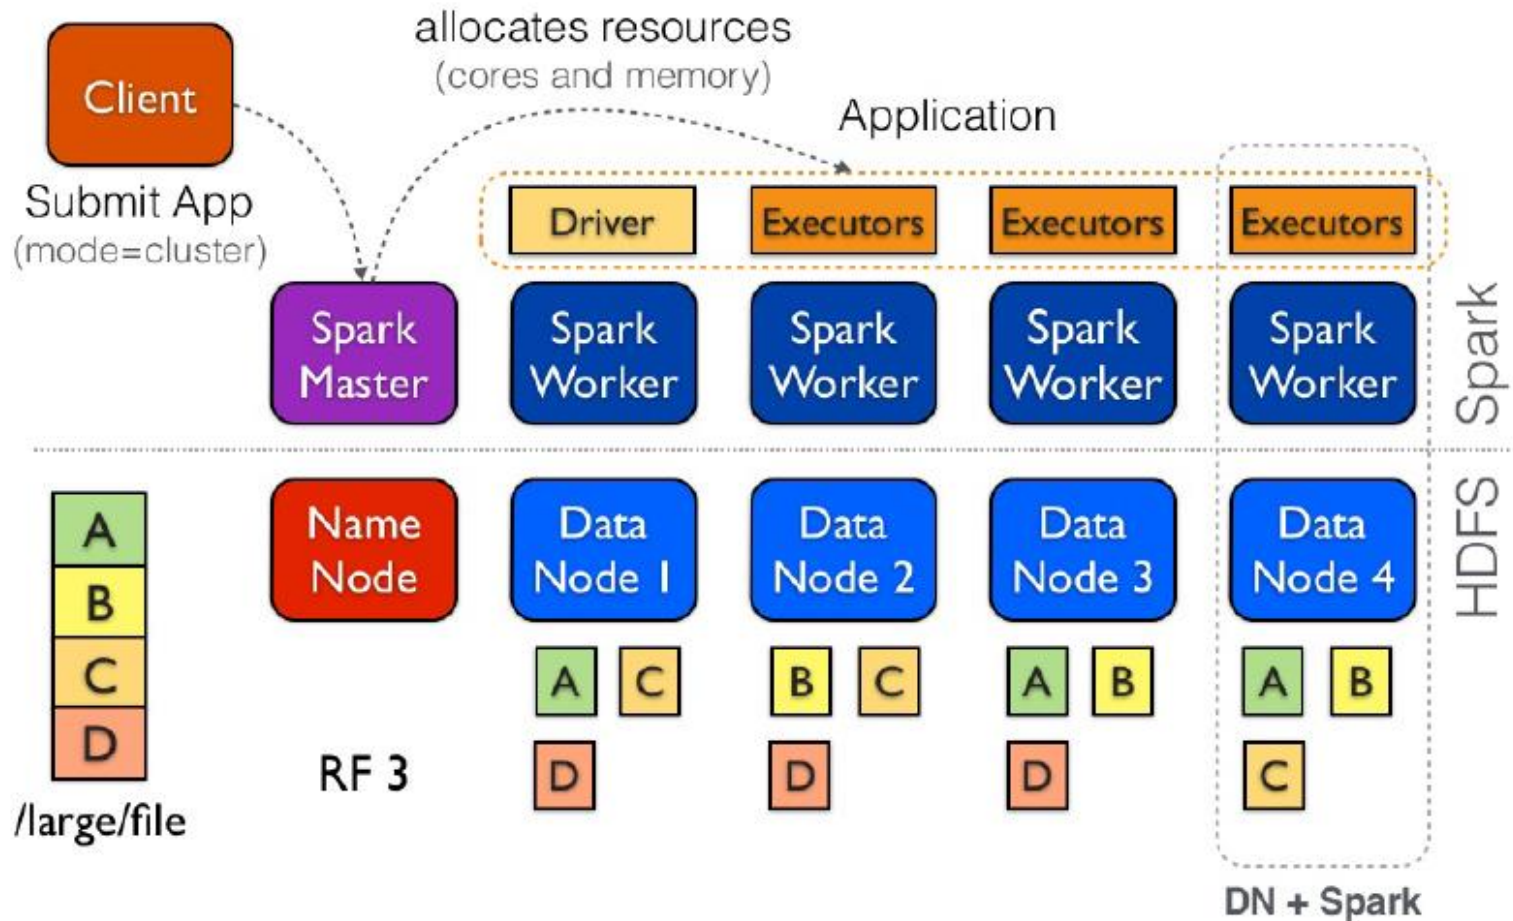 Client
Submit App
(mode=cluster)
allocates resources
(cores and memory)
Application
Driver
Executors
Executors
Executors
Spark
Master
Spark
Worker
Spark
Worker
Spark
Worker
Spark
Worker
Spark
A
B
C
D
/large/file
Name
Node
Data
Node 1
Data
Node 2
Data
Node 3
Data
Node 4
HDFS
RF 3
A C
D
B C
D
A B
D
A B
C
DN + Spark